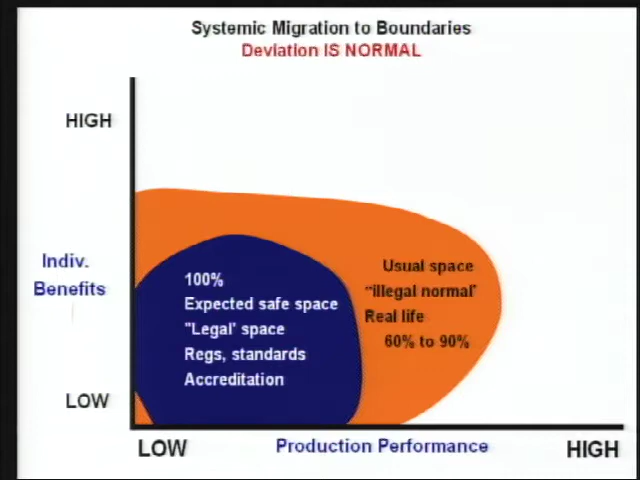 Systemic Migration to Boundaries
Deviation IS NORMAL
HIGH
Indiv.
Benefits
LOW
100%
Expected safe space
"Legal' space
Regs, standards
Accreditation
Usual space
"illegal normal'
Real life
60% to 90%
LOW
Production Performance
HIGH